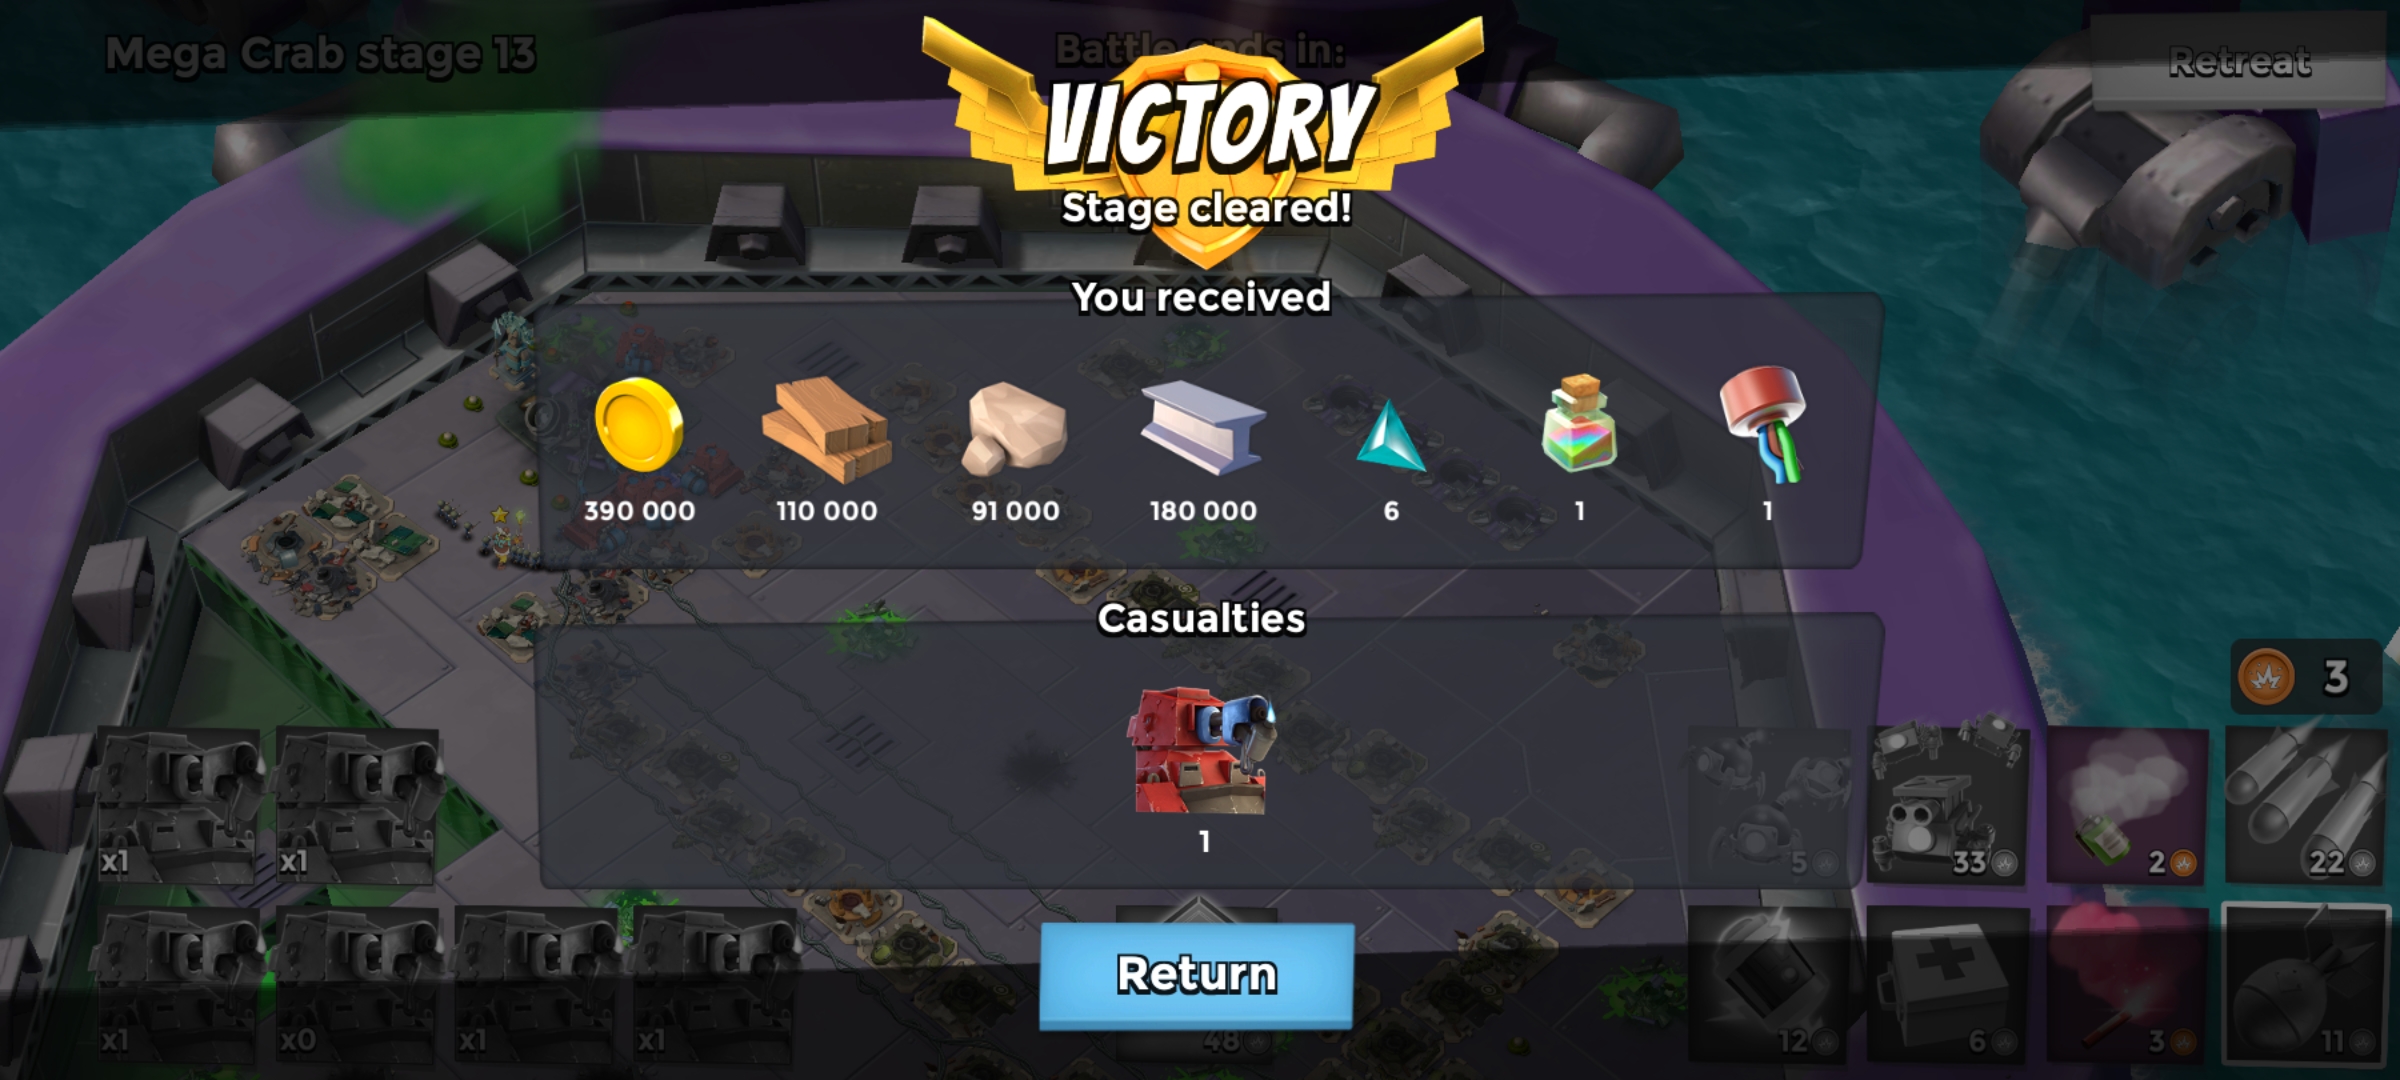 Mega Crab stage 13
Battle ends in:
Retreat
VICTORY
Stage cleared!
You received
390 000
110 000
91 000
180 000
6
1
1
Casualties
1
3
x1
x1
5
33
2
22
Return
x1
x0
x1
x1
48
12
6
3
11